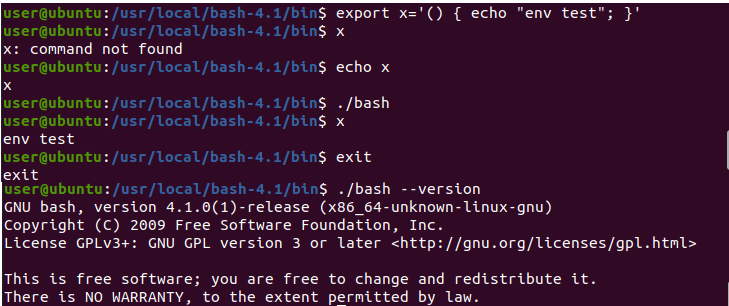 user@ubuntu:/usr/local/bash-4.1/bin$ export x='() { echo "env test"; }'
user@ubuntu:/usr/local/bash-4.1/bin$ x
x: command not found
user@ubuntu:/usr/local/bash-4.1/bin$ echo x
x
user@ubuntu:/usr/local/bash-4.1/bin$ ./bash
user@ubuntu:/usr/local/bash-4.1/bin$ x
env test
user@ubuntu:/usr/local/bash-4.1/bin$ exit
exit
user@ubuntu:/usr/local/bash-4.1/bin$ ./bash --version
GNU bash, version 4.1.0(1)-release (x86_64-unknown-linux-gnu)
Copyright (C) 2009 Free Software Foundation, Inc.
License GPLv3+: GNU GPL version 3 or later <http://gnu.org/licenses/gpl.html>

This is free software; you are free to change and redistribute it.
There is NO WARRANTY, to the extent permitted by law.